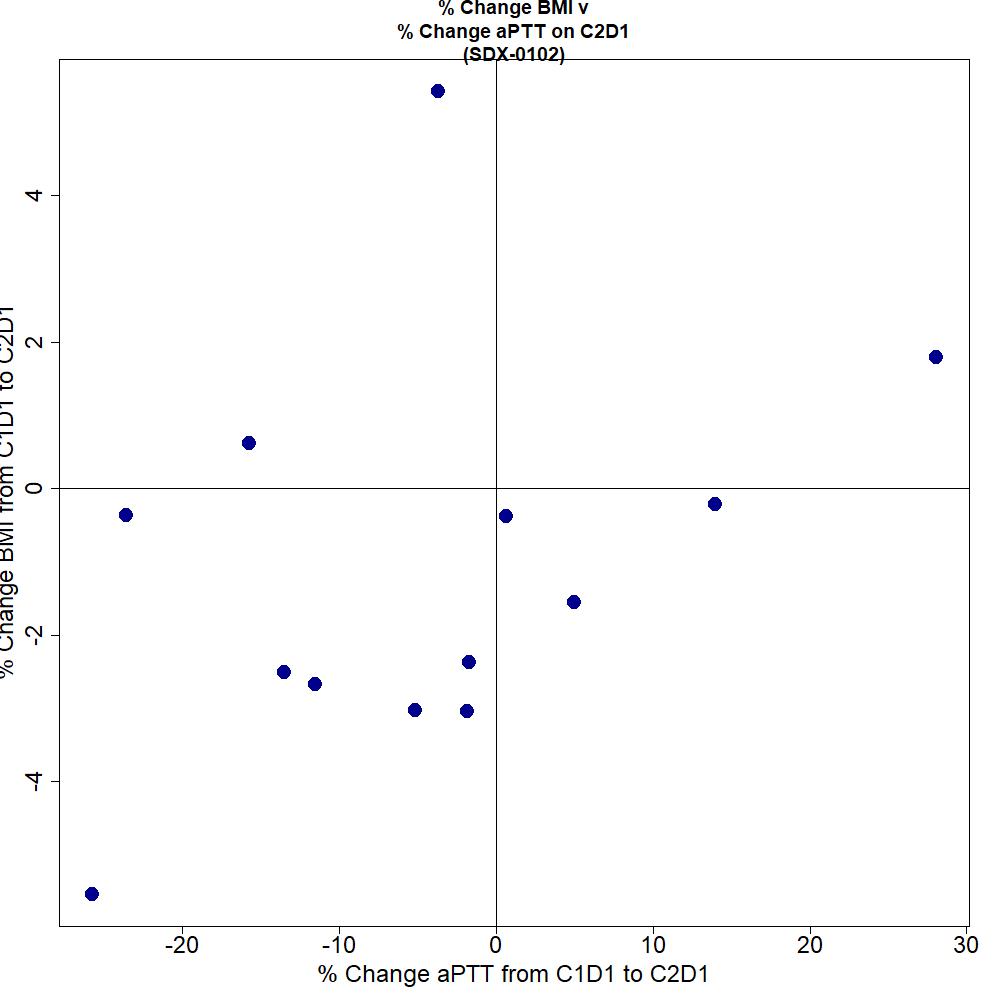 % Change BMI v
% Change aPTT on C2D1
(SDX-0102)
% Change BMI from C1D1 to C2D1
4
2
0
-2
-4
-20
-10
0
10
20
30
% Change aPTT from C1D1 to C2D1